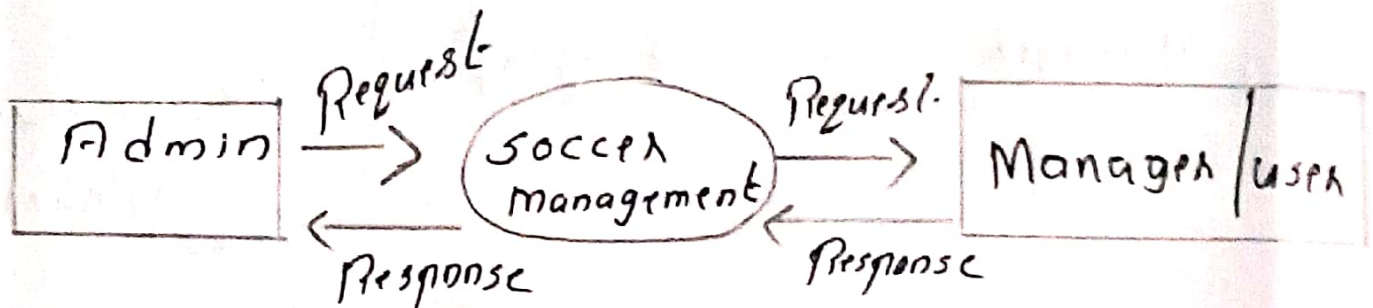 Admin
Request
soccer
management
Request
Manager/user
Response
Response